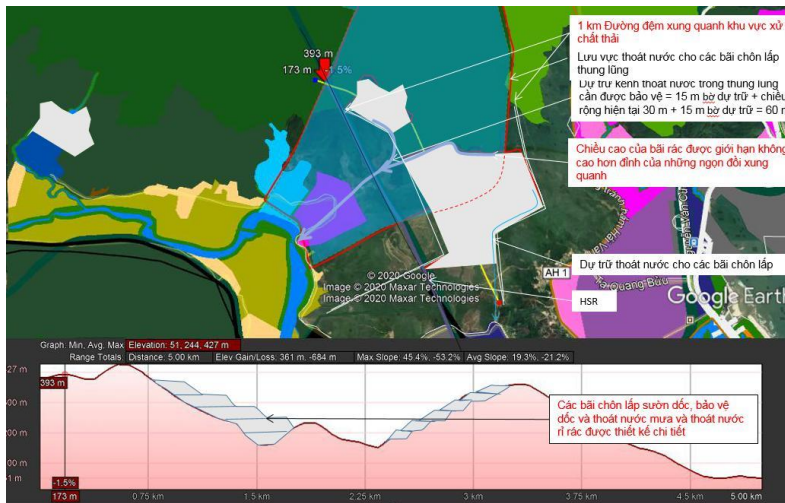 1 km Đường đệm xung quanh khu vực xử
chất thải
Lưu vực thoát nước cho các bãi chôn lấp
thung lũng
Dự trữ kênh thoát nước trong thung lũng
cần được bảo vệ = 15 m bờ dự trữ + chiều
rộng hiện tại 30 m + 15 m bờ dự trữ = 60 m
Chiều cao của bãi rác được giới hạn không
cao hơn đỉnh của những ngọn đồi xung
quanh
Dự trữ thoát nước cho các bãi chôn lấp
HSR
393 m
173 m -1.5%
AH 1
Quang Bửu
© 2020 Google
Image © 2020 Maxar Technologies
Image © 2020 Maxar Technologies
Google Earth
Graph: Min, Avg, Max Elevation: 51, 244, 427 m
Range Totals: Distance: 5.00 km Elev Gain/Loss: 361 m, -684 m Max Slope: 45.4%, -53.2% Avg Slope: 19.3%, -21.2%
393 m
Các bãi chôn lấp sườn dốc, bảo vệ
dốc và thoát nước mưa và thoát nước
rỉ rác được thiết kế chi tiết
-1.5%
173 m 0.75 km 1.5 km 2.25 km 3 km 3.75 km 4.5 km 5.00 km